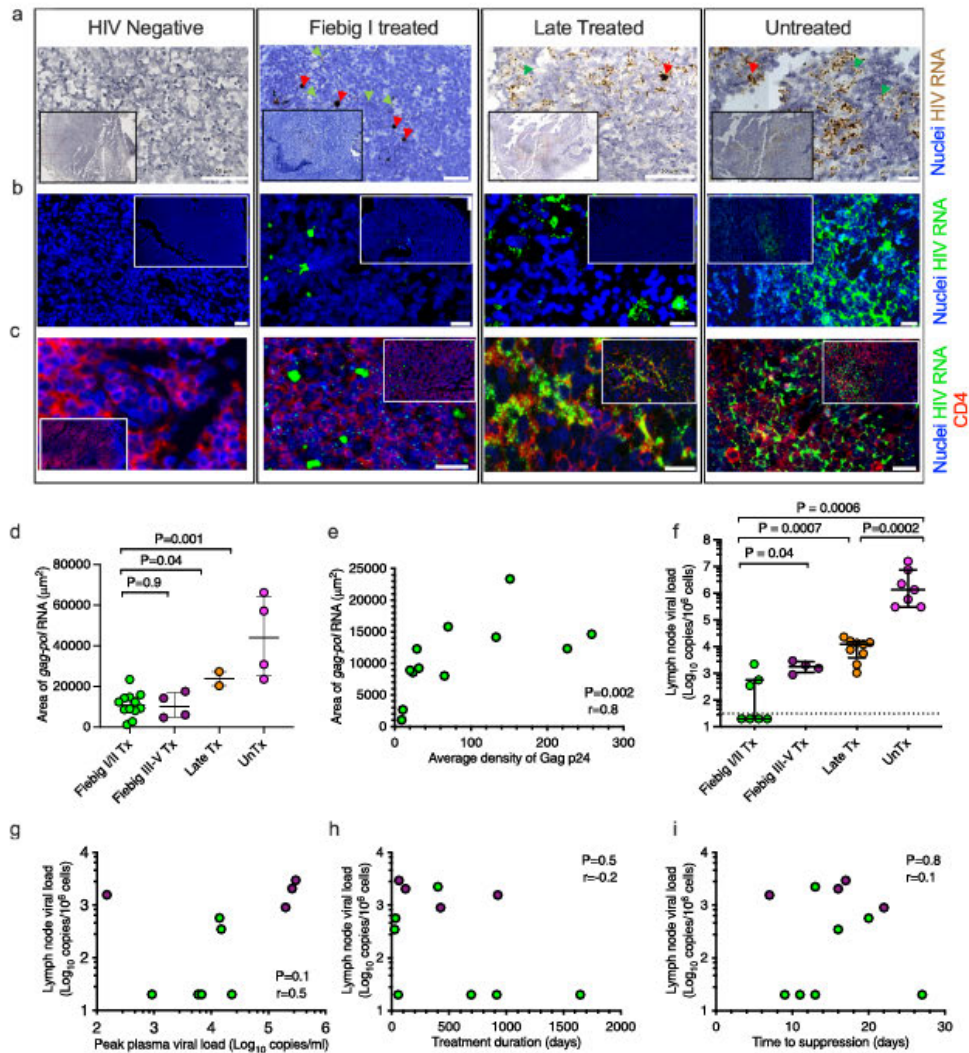 a
HIV Negative
Fiebig I treated
Late Treated
Untreated
Nuclei HIV RNA
b
Nuclei HIV RNA
c
Nuclei HIV RNA
CD4
d
Area of gag-pol RNA (µm²)
80000
60000
40000
20000
0
P=0.001
P=0.04
P=0.9
Fiebig I/II Tx
Fiebig III-V Tx
Late Tx
UnTx
e
Area of gag-pol RNA (µm²)
25000
20000
15000
10000
5000
0
P=0.002
r=0.8
0 100 200 300
Average density of Gag p24
f
Lymph node viral load
(Log₁₀ copies/10⁶ cells)
P = 0.0006
P = 0.0007
P=0.0002
P = 0.04
7
6
5
4
3
2
1
Fiebig I/II Tx
Fiebig III-V Tx
Late Tx
UnTx
g
Lymph node viral load
(Log₁₀ copies/10⁶ cells)
4
3
2
1
P=0.1
r=0.5
2 3 4 5 6
Peak plasma viral load (Log₁₀ copies/ml)
h
Lymph node viral load
(Log₁₀ copies/10⁶ cells)
4
3
2
1
P=0.5
r=-0.2
0 500 1000 1500 2000
Treatment duration (days)
i
Lymph node viral load
(Log₁₀ copies/10⁶ cells)
4
3
2
1
P=0.8
r=0.1
0 10 20 30
Time to suppression (days)